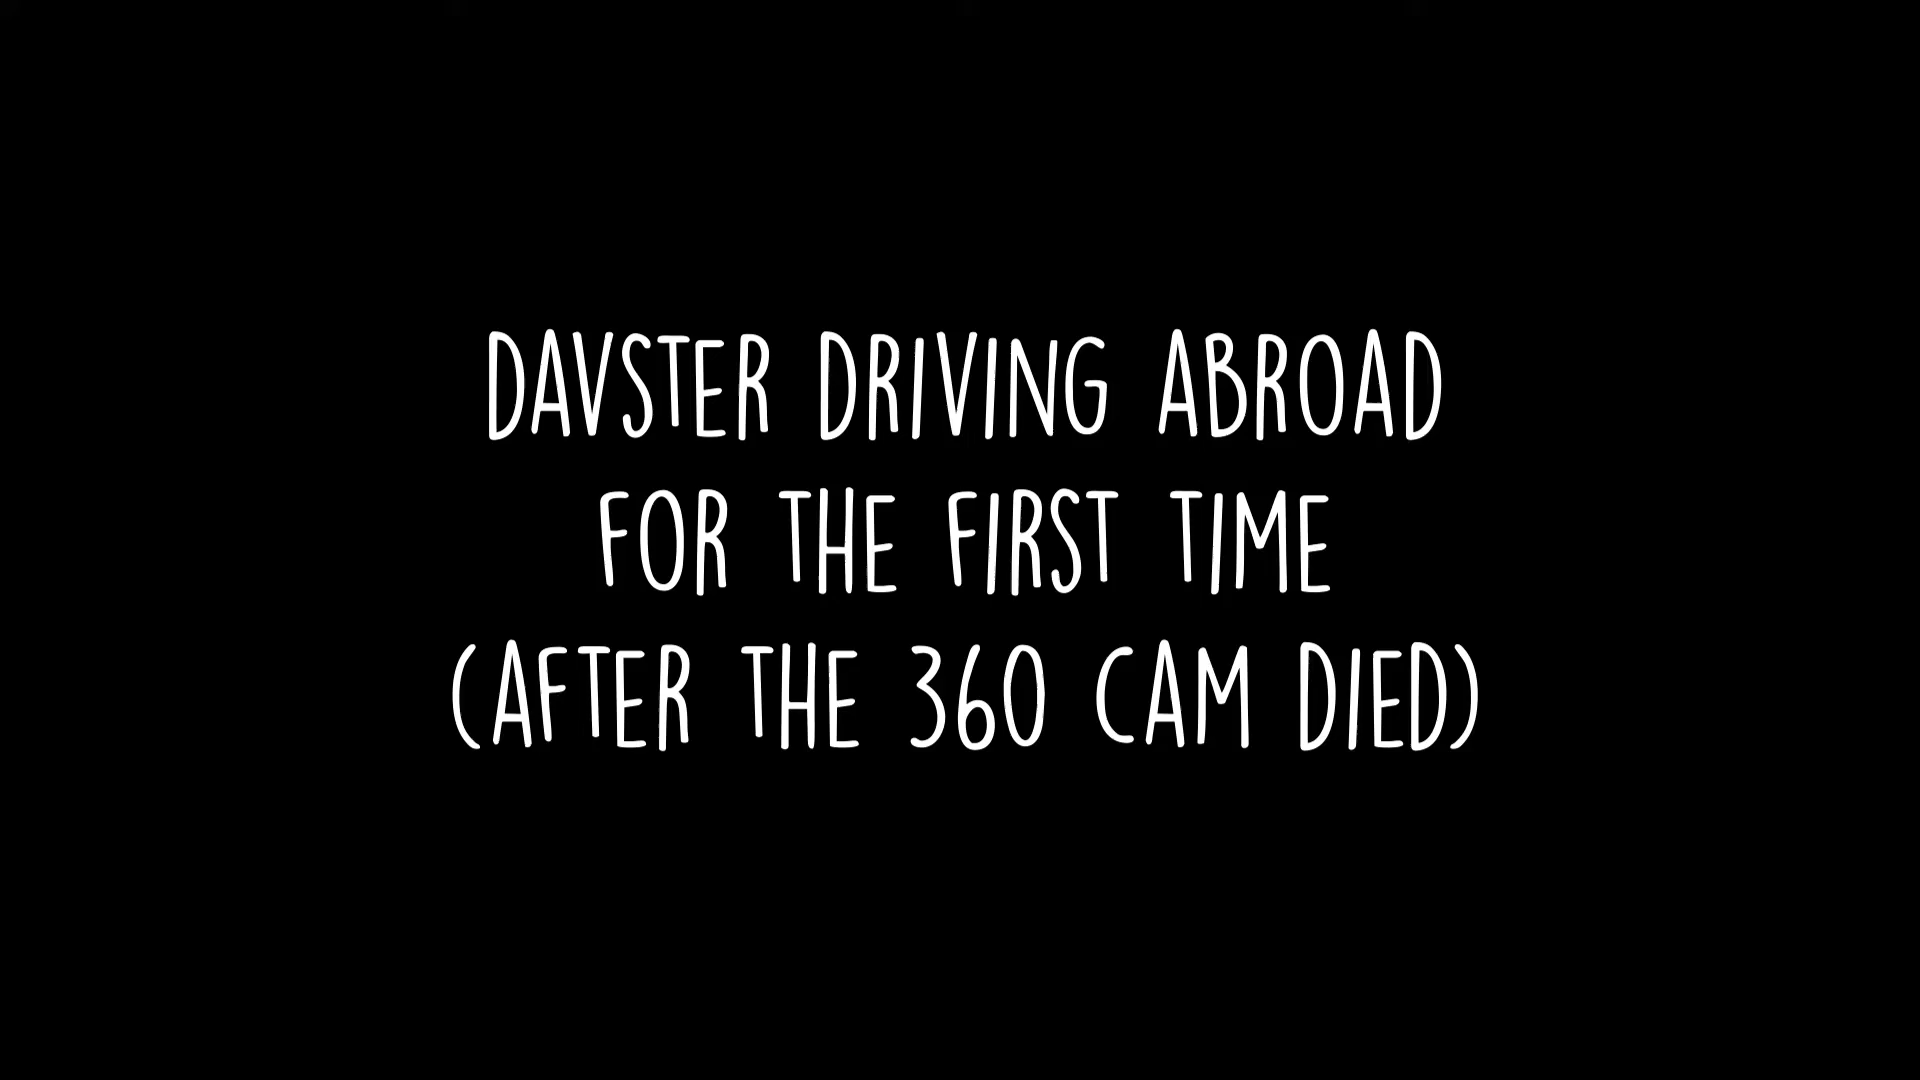 DAVSTER DRIVING ABROAD
FOR THE FIRST TIME
(AFTER THE 360 CAM DIED)